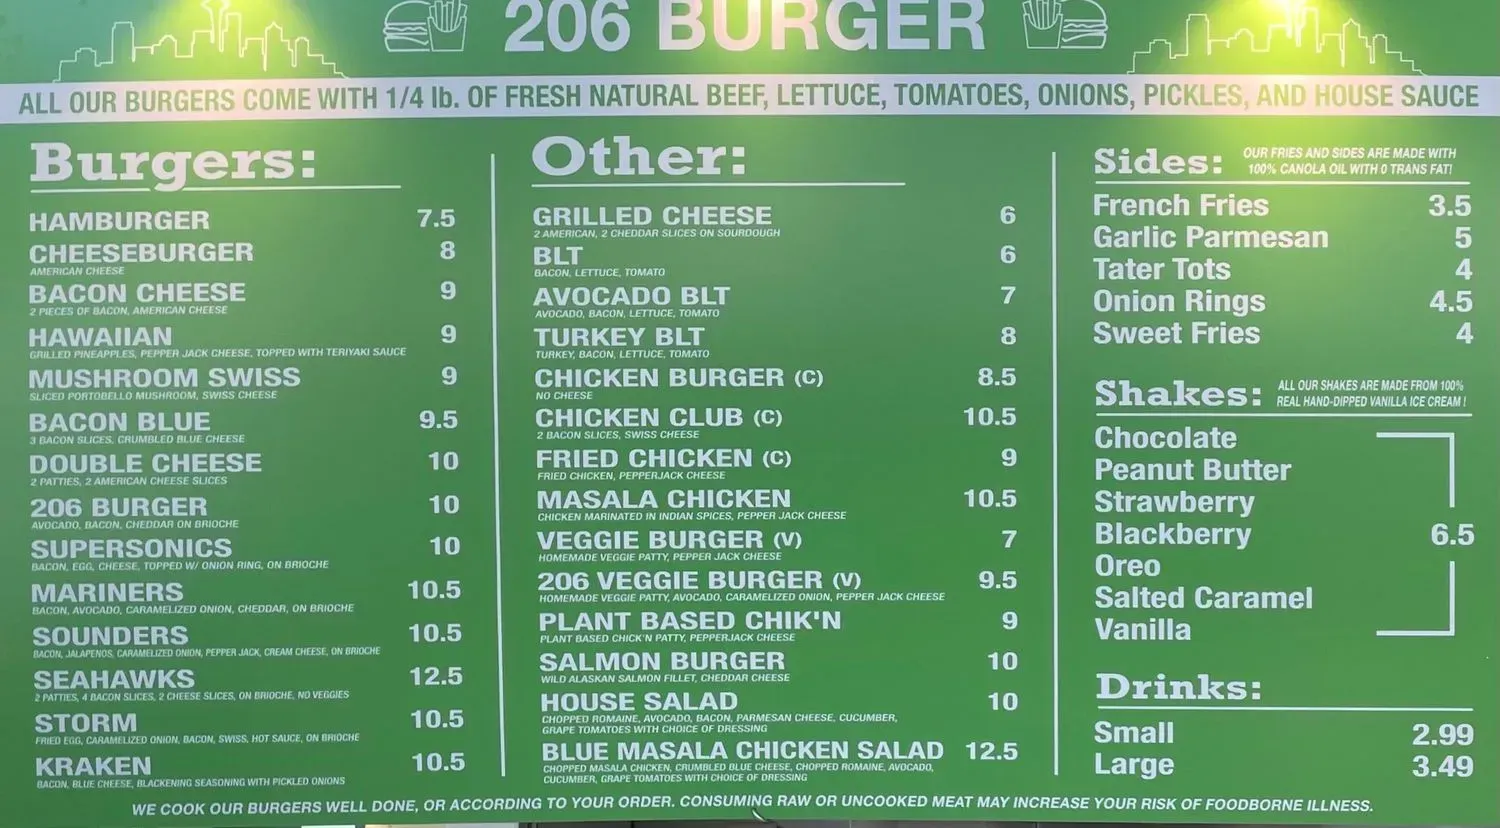 206 BURGER
ALL OUR BURGERS COME WITH 1/4 lb. OF FRESH NATURAL BEEF, LETTUCE, TOMATOES, ONIONS, PICKLES, AND HOUSE SAUCE
Burgers:
HAMBURGER 7.5
CHEESEBURGER 8
AMERICAN CHEESE
BACON CHEESE 9
2 PIECES OF BACON, AMERICAN CHEESE
HAWAIIAN 9
GRILLED PINEAPPLES, PEPPER JACK CHEESE, TOPPED WITH TERIYAKI SAUCE
MUSHROOM SWISS 9
SLICED PORTOBELLO MUSHROOM, SWISS CHEESE
BACON BLUE 9.5
3 BACON SLICES, CRUMBLED BLUE CHEESE
DOUBLE CHEESE 10
2 PATTIES, 2 AMERICAN CHEESE SLICES
206 BURGER 10
AVOCADO, BACON, CHEDDAR ON BRIOCHE
SUPERSONICS 10
BACON, EGG, CHEESE, TOPPED W/ ONION RING, ON BRIOCHE
MARINERS 10.5
BACON, AVOCADO, CARAMELIZED ONION, CHEDDAR, ON BRIOCHE
SOUNDERS 10.5
BACON, JALAPENOS, CARAMELIZED ONION, PEPPER JACK, CREAM CHEESE, ON BRIOCHE
SEAHAWKS 12.5
2 PATTIES, 4 BACON SLICES, 2 CHEESE SLICES, ON BRIOCHE, NO VEGGIES
STORM 10.5
FRIED EGG, CARAMELIZED ONION, BACON, SWISS, HOT SAUCE, ON BRIOCHE
KRAKEN 10.5
BACON, BLUE CHEESE, BLACKENING SEASONING WITH PICKLED ONIONS
Other:
GRILLED CHEESE 6
2 AMERICAN, 2 CHEDDAR SLICES ON SOURDOUGH
BLT 6
BACON, LETTUCE, TOMATO
AVOCADO BLT 7
AVOCADO, BACON, LETTUCE, TOMATO
TURKEY BLT 8
TURKEY, BACON, LETTUCE, TOMATO
CHICKEN BURGER (C) 8.5
NO CHEESE
CHICKEN CLUB (C) 10.5
2 BACON SLICES, SWISS CHEESE
FRIED CHICKEN (C) 9
FRIED CHICKEN, PEPPERJACK CHEESE
MASALA CHICKEN 10.5
CHICKEN MARINATED IN INDIAN SPICES, PEPPER JACK CHEESE
VEGGIE BURGER (V) 7
HOMEMADE VEGGIE PATTY, PEPPER JACK CHEESE
206 VEGGIE BURGER (V) 9.5
HOMEMADE VEGGIE PATTY, AVOCADO, CARAMELIZED ONION, PEPPER JACK CHEESE
PLANT BASED CHIK'N 9
PLANT BASED CHICK'N PATTY, PEPPERJACK CHEESE
SALMON BURGER 10
WILD ALASKAN SALMON FILLET, CHEDDAR CHEESE
HOUSE SALAD 10
CHOPPED ROMAINE, AVOCADO, BACON, PARMESAN CHEESE, CUCUMBER,
GRAPE TOMATOES WITH CHOICE OF DRESSING
BLUE MASALA CHICKEN SALAD 12.5
CHOPPED MASALA CHICKEN, CRUMBLED BLUE CHEESE, CHOPPED ROMAINE, AVOCADO,
CUCUMBER, GRAPE TOMATOES WITH CHOICE OF DRESSING
Sides:
OUR FRIES AND SIDES ARE MADE WITH
100% CANOLA OIL WITH 0 TRANS FAT!
French Fries 3.5
Garlic Parmesan 5
Tater Tots 4
Onion Rings 4.5
Sweet Fries 4
Shakes:
ALL OUR SHAKES ARE MADE FROM 100%
REAL HAND-DIPPED VANILLA ICE CREAM !
Chocolate
Peanut Butter
Strawberry
Blackberry 6.5
Oreo
Salted Caramel
Vanilla
Drinks:
Small 2.99
Large 3.49
WE COOK OUR BURGERS WELL DONE, OR ACCORDING TO YOUR ORDER. CONSUMING RAW OR UNCOOKED MEAT MAY INCREASE YOUR RISK OF FOODBORNE ILLNESS.